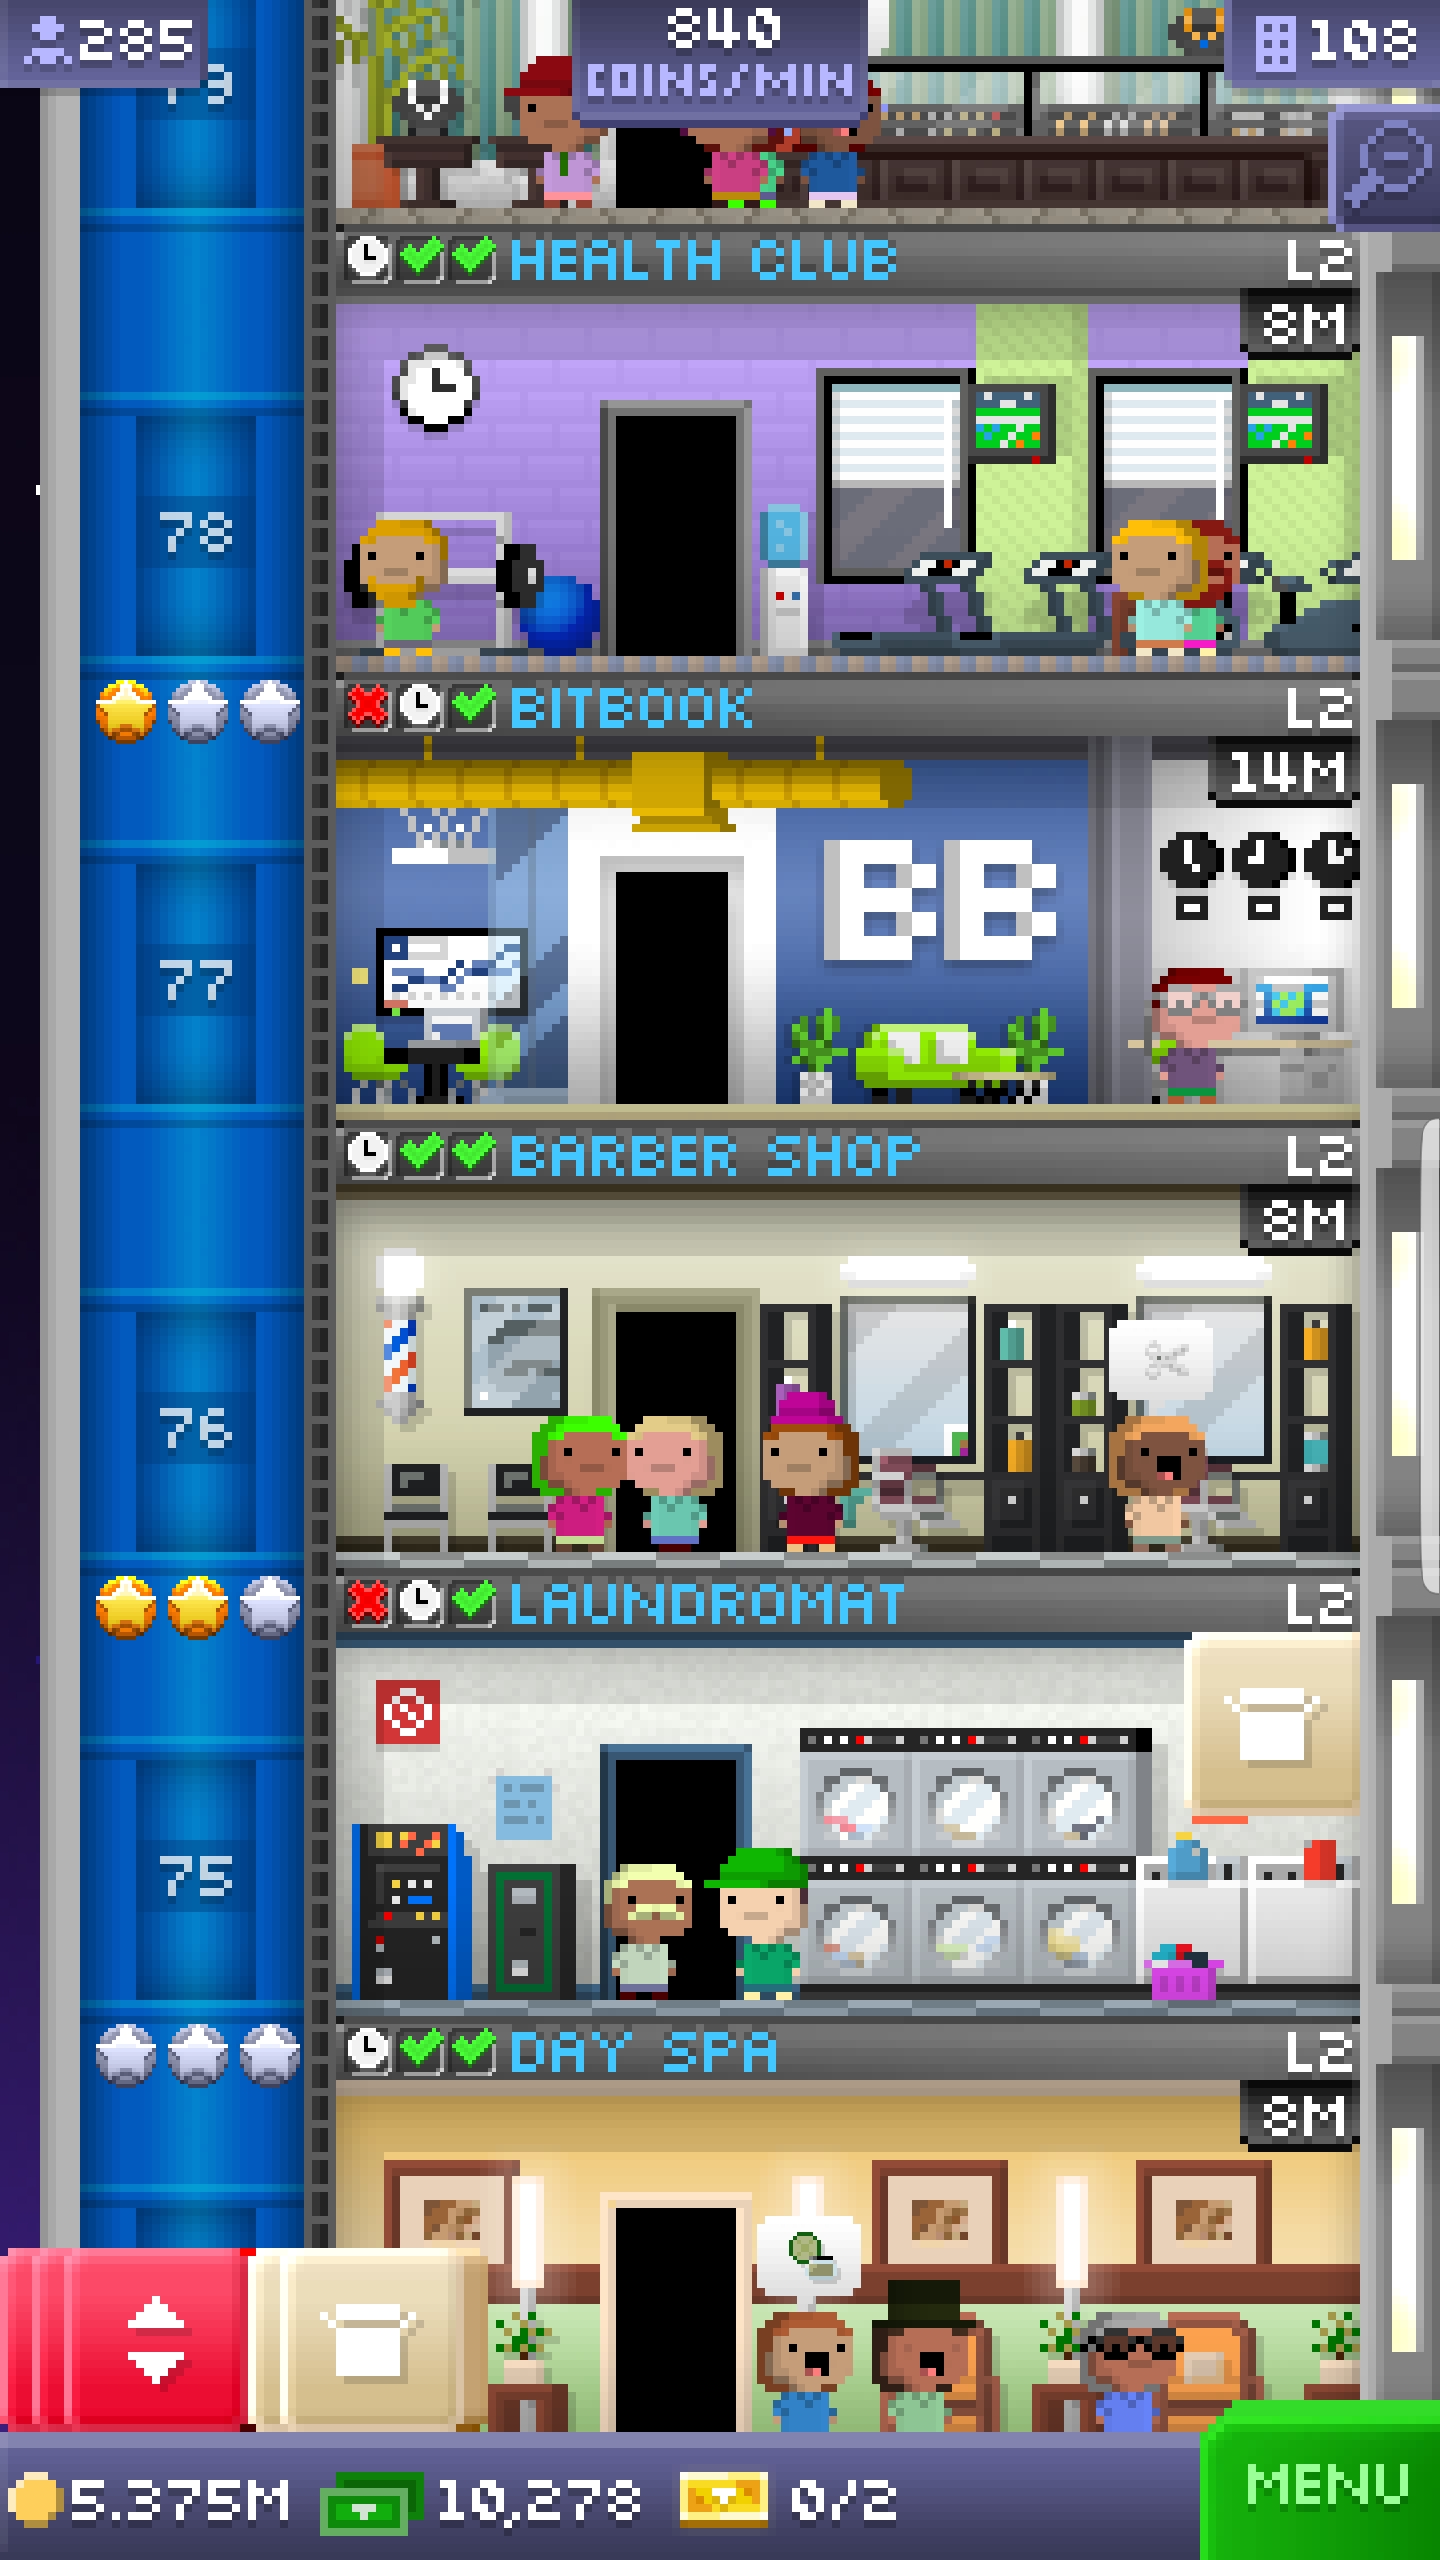 285
840
COINS/MIN
108
79
HEALTH CLUB L2
8M
78
BITBOOK L2
14M
BB
77
BARBER SHOP L2
8M
76
LAUNDROMAT L2
75
DAY SPA L2
8M
5.375M 10,278 0/2
MENU